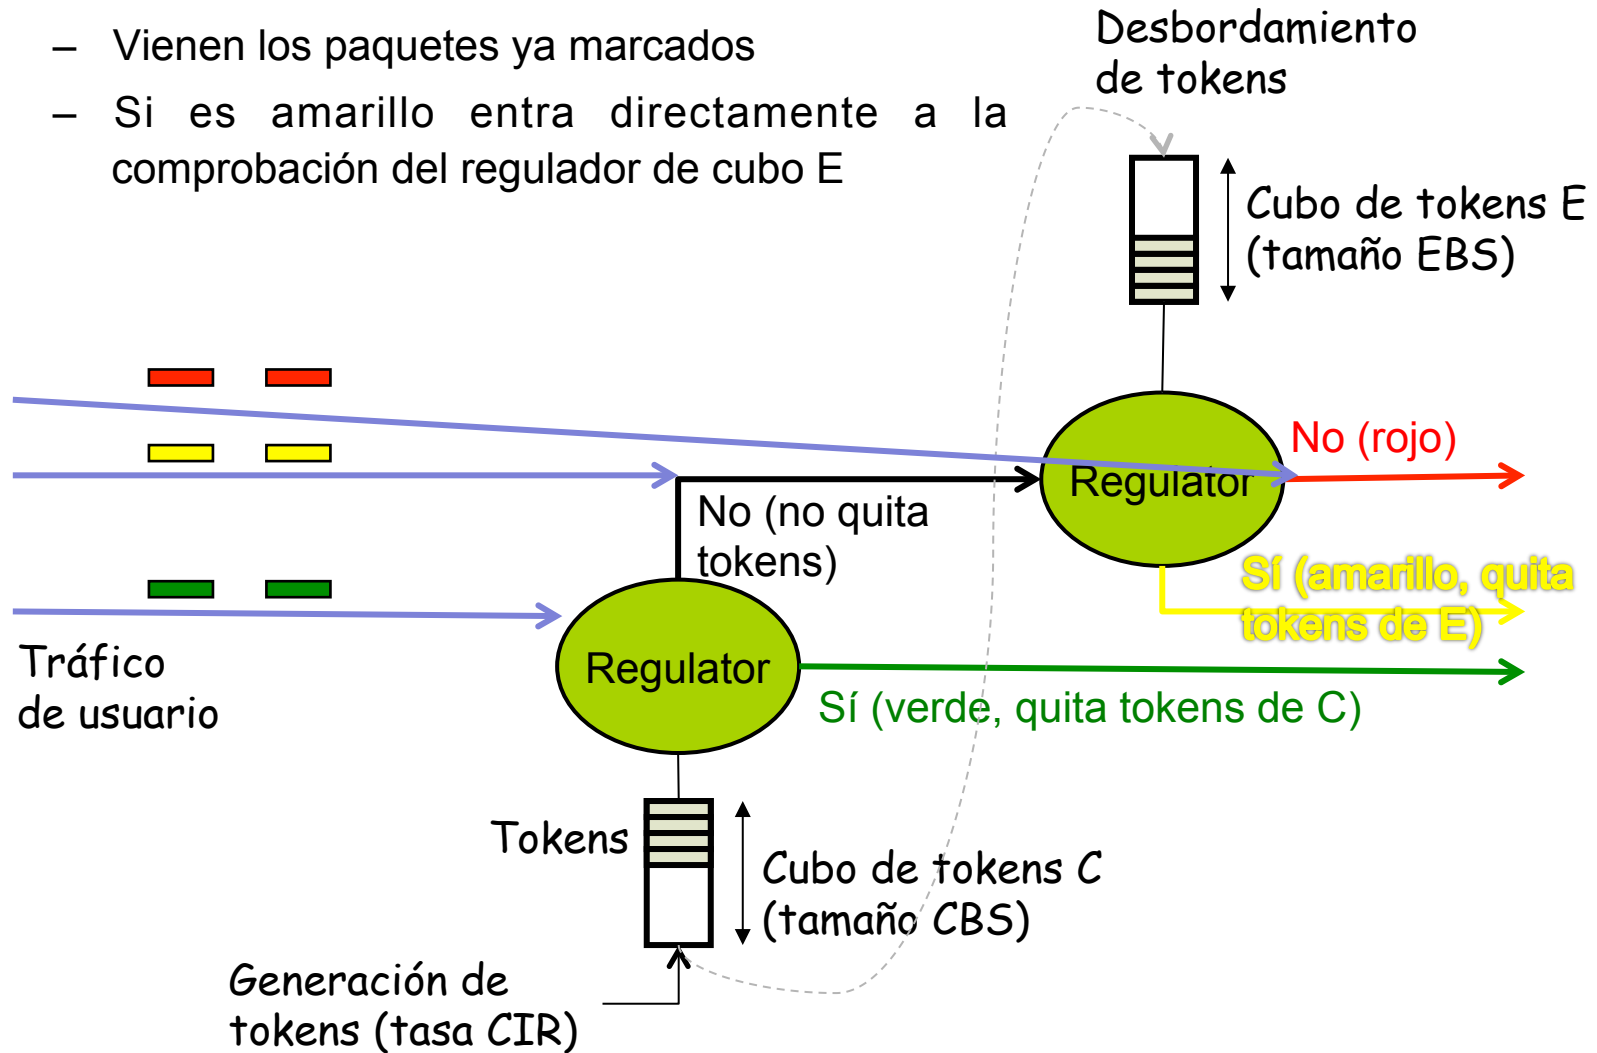 – Vienen los paquetes ya marcados
– Si es amarillo entra directamente a la
comprobación del regulador de cubo E
Desbordamiento
de tokens
Cubo de tokens E
(tamaño EBS)
No (rojo)
Regulator
No (no quita
tokens)
Sí (amarillo, quita
tokens de E)
Tráfico
de usuario
Regulator
Sí (verde, quita tokens de C)
Tokens
Cubo de tokens C
(tamaño CBS)
Generación de
tokens (tasa CIR)